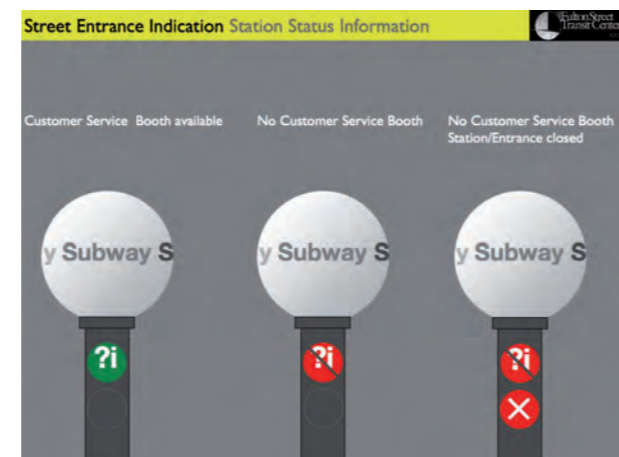 Street Entrance Indication Station Status Information
Fulton Street
Transit Center
Customer Service Booth available
No Customer Service Booth
No Customer Service Booth
Station/Entrance closed
y Subway S
y Subway S
y Subway S
?i
?i
?i